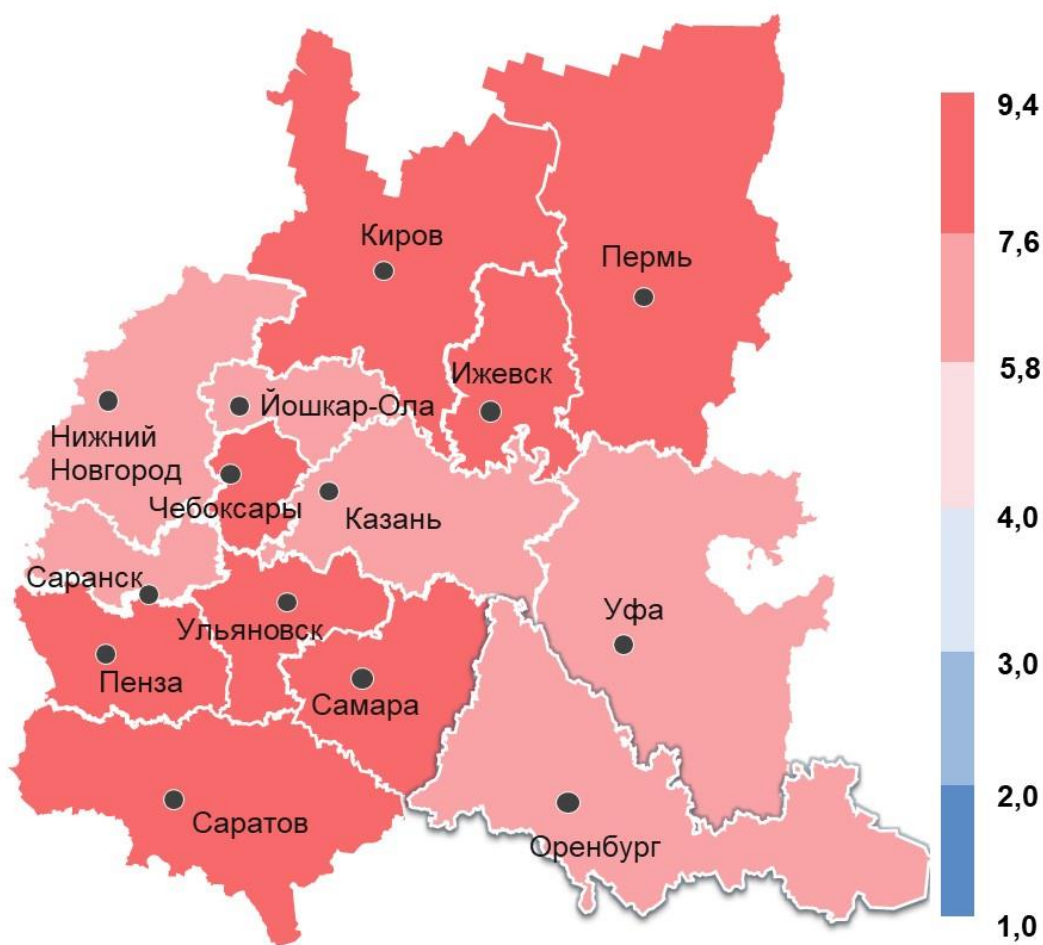 Киров
Пермь
Ижевск
Йошкар-Ола
Нижний
Новгород
Чебоксары
Казань
Саранск
Ульяновск
Уфа
Пенза
Самара
Саратов
Оренбург
9,4
7,6
5,8
4,0
3,0
2,0
1,0